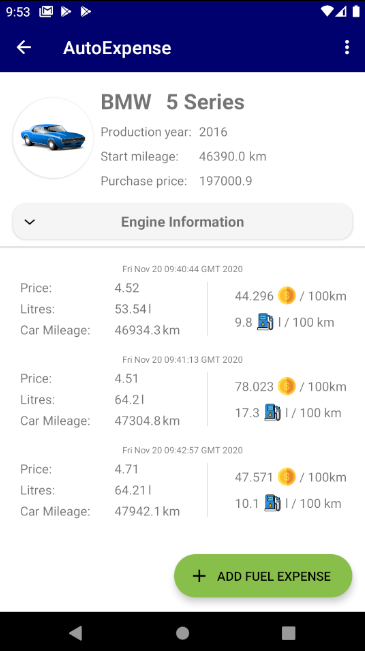 9:53
AutoExpense
BMW 5 Series
Production year: 2016
Start mileage: 46390.0 km
Purchase price: 197000.9
Engine Information
Fri Nov 20 09:40:44 GMT 2020
Price: 4.52
Litres: 53.54 l
Car Mileage: 46934.3 km
44.296 / 100km
9.8 l / 100 km
Fri Nov 20 09:41:13 GMT 2020
Price: 4.51
Litres: 64.2 l
Car Mileage: 47304.8 km
78.023 / 100km
17.3 l / 100 km
Fri Nov 20 09:42:57 GMT 2020
Price: 4.71
Litres: 64.21 l
Car Mileage: 47942.1 km
47.571 / 100km
10.1 l / 100 km
ADD FUEL EXPENSE